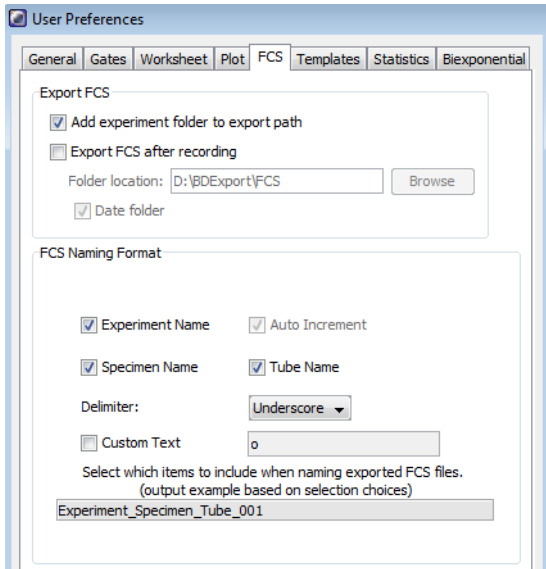 User Preferences
General Gates Worksheet Plot FCS Templates Statistics Biexponential
Export FCS
Add experiment folder to export path
Export FCS after recording
Folder location: D:\BDExport\FCS Browse
Date folder
FCS Naming Format
Experiment Name Auto Increment
Specimen Name Tube Name
Delimiter: Underscore
Custom Text o
Select which items to include when naming exported FCS files.
(output example based on selection choices)
Experiment_Specimen_Tube_001